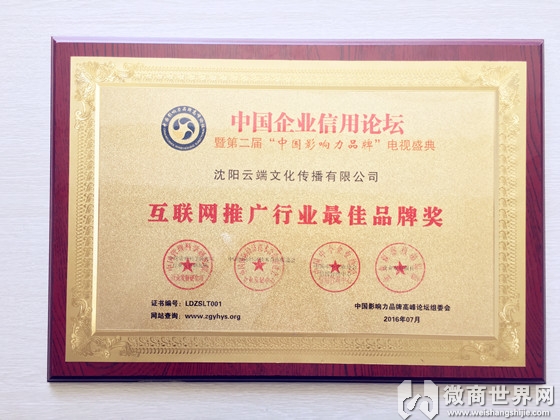 中国企业信用论坛
暨第二届“中国影响力品牌”电视盛典
沈阳云端文化传播有限公司
互联网推广行业最佳品牌奖
证书编号：LDZSLT001
网站查询：www.zgyhys.org
中国影响力品牌高峰论坛组委会
2016年07月
微商世界网
www.weishangshijie.com